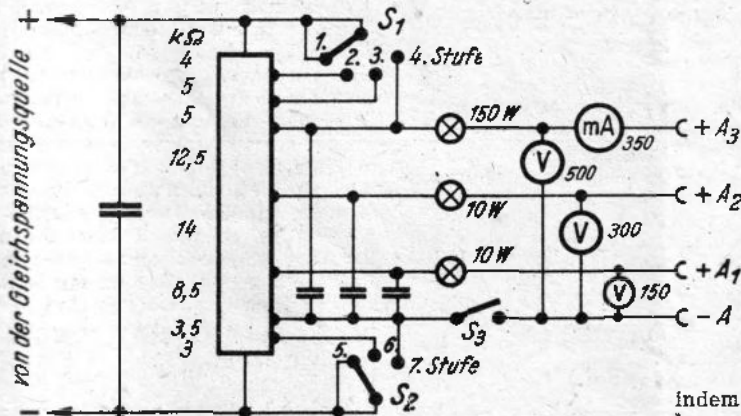 +
von der Gleichspannungsquelle
−
kΩ
4
5
5
12,5
14
8,5
3,5
3
S1
1.
2.
3.
4. Stufe
150 W
mA
350
+ A3
V
500
10 W
+ A2
V
300
10 W
+ A1
V
150
S3
− A
5.
6.
7. Stufe
S2
indem